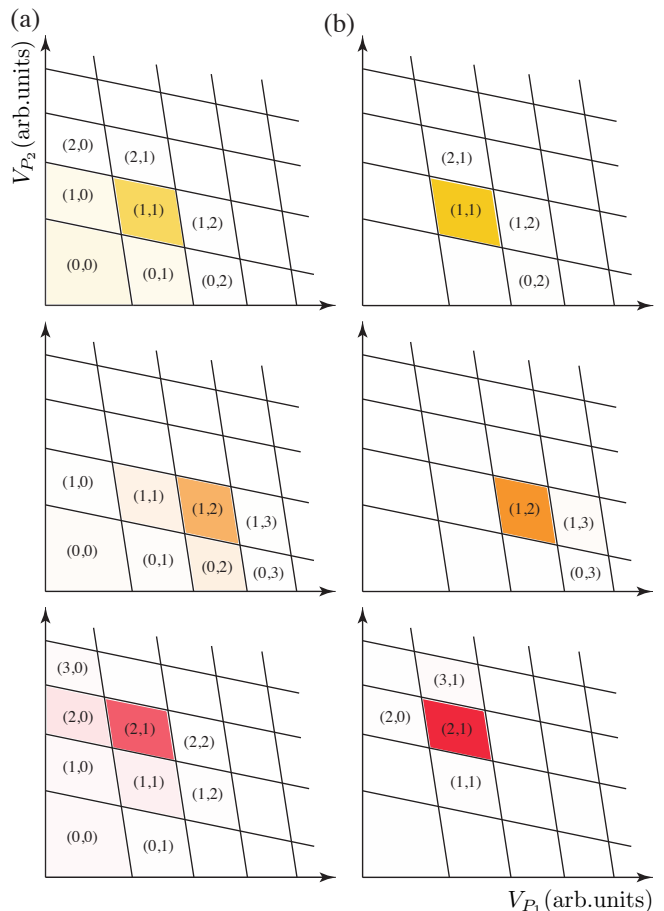 (a) (b)
V_{P_2} (arb.units)
(2,0) (2,1) (2,1)
(1,0) (1,1) (1,2) (1,1) (1,2)
(0,0) (0,1) (0,2) (0,2)
(1,0) (1,1) (1,2) (1,3) (1,2) (1,3)
(0,0) (0,1) (0,2) (0,3) (0,3)
(3,0) (3,1)
(2,0) (2,1) (2,2) (2,0) (2,1)
(1,0) (1,1) (1,2) (1,1)
(0,0) (0,1)
V_{P_1} (arb.units)